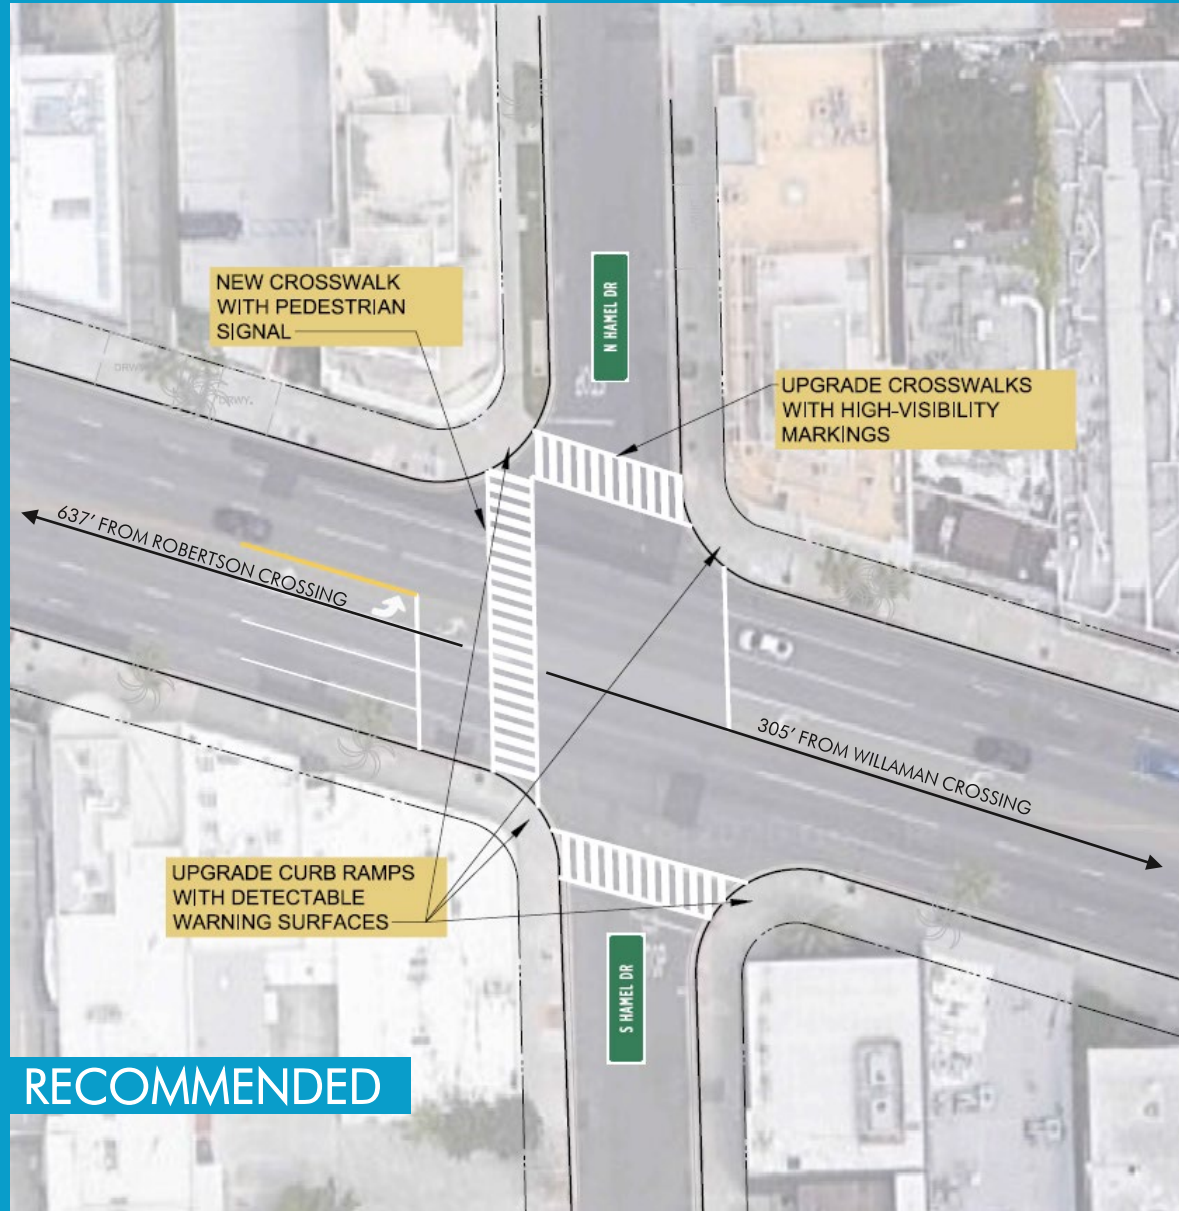 NEW CROSSWALK
WITH PEDESTRIAN
SIGNAL
N HAMEL DR
UPGRADE CROSSWALKS
WITH HIGH-VISIBILITY
MARKINGS
DRWY.
637' FROM ROBERTSON CROSSING
305' FROM WILLAMAN CROSSING
UPGRADE CURB RAMPS
WITH DETECTABLE
WARNING SURFACES
S HAMEL DR
RECOMMENDED